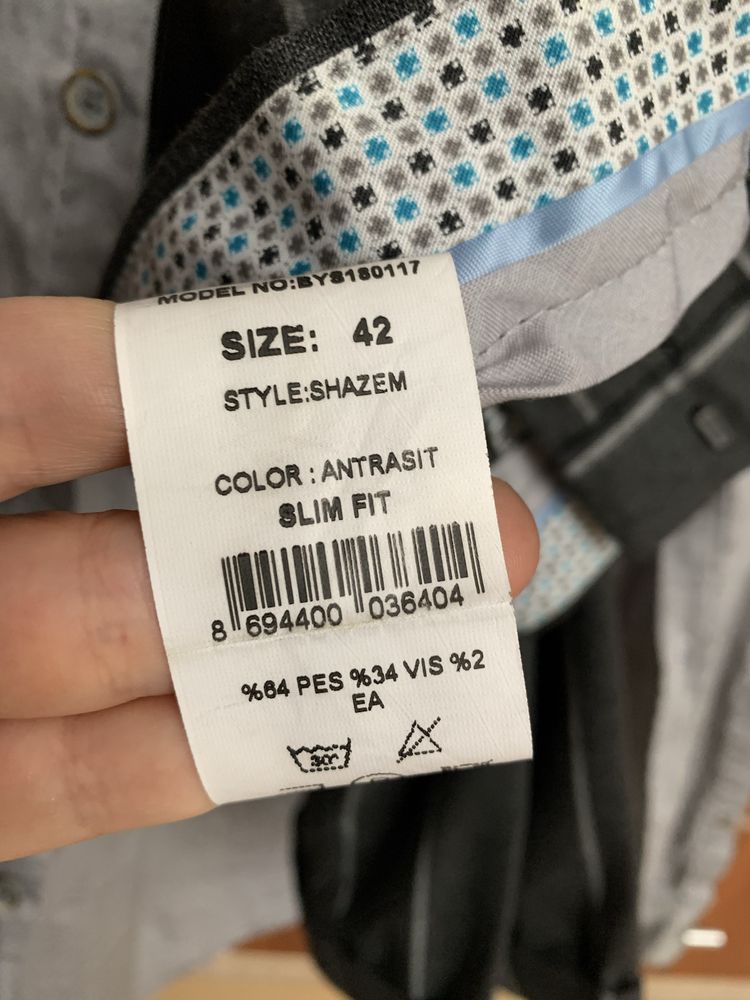 MODEL NO:BYS180117
SIZE: 42
STYLE:SHAZEM
COLOR : ANTRASIT
SLIM FIT
8 694400 036404
%64 PES %34 VIS %2
EA
30°